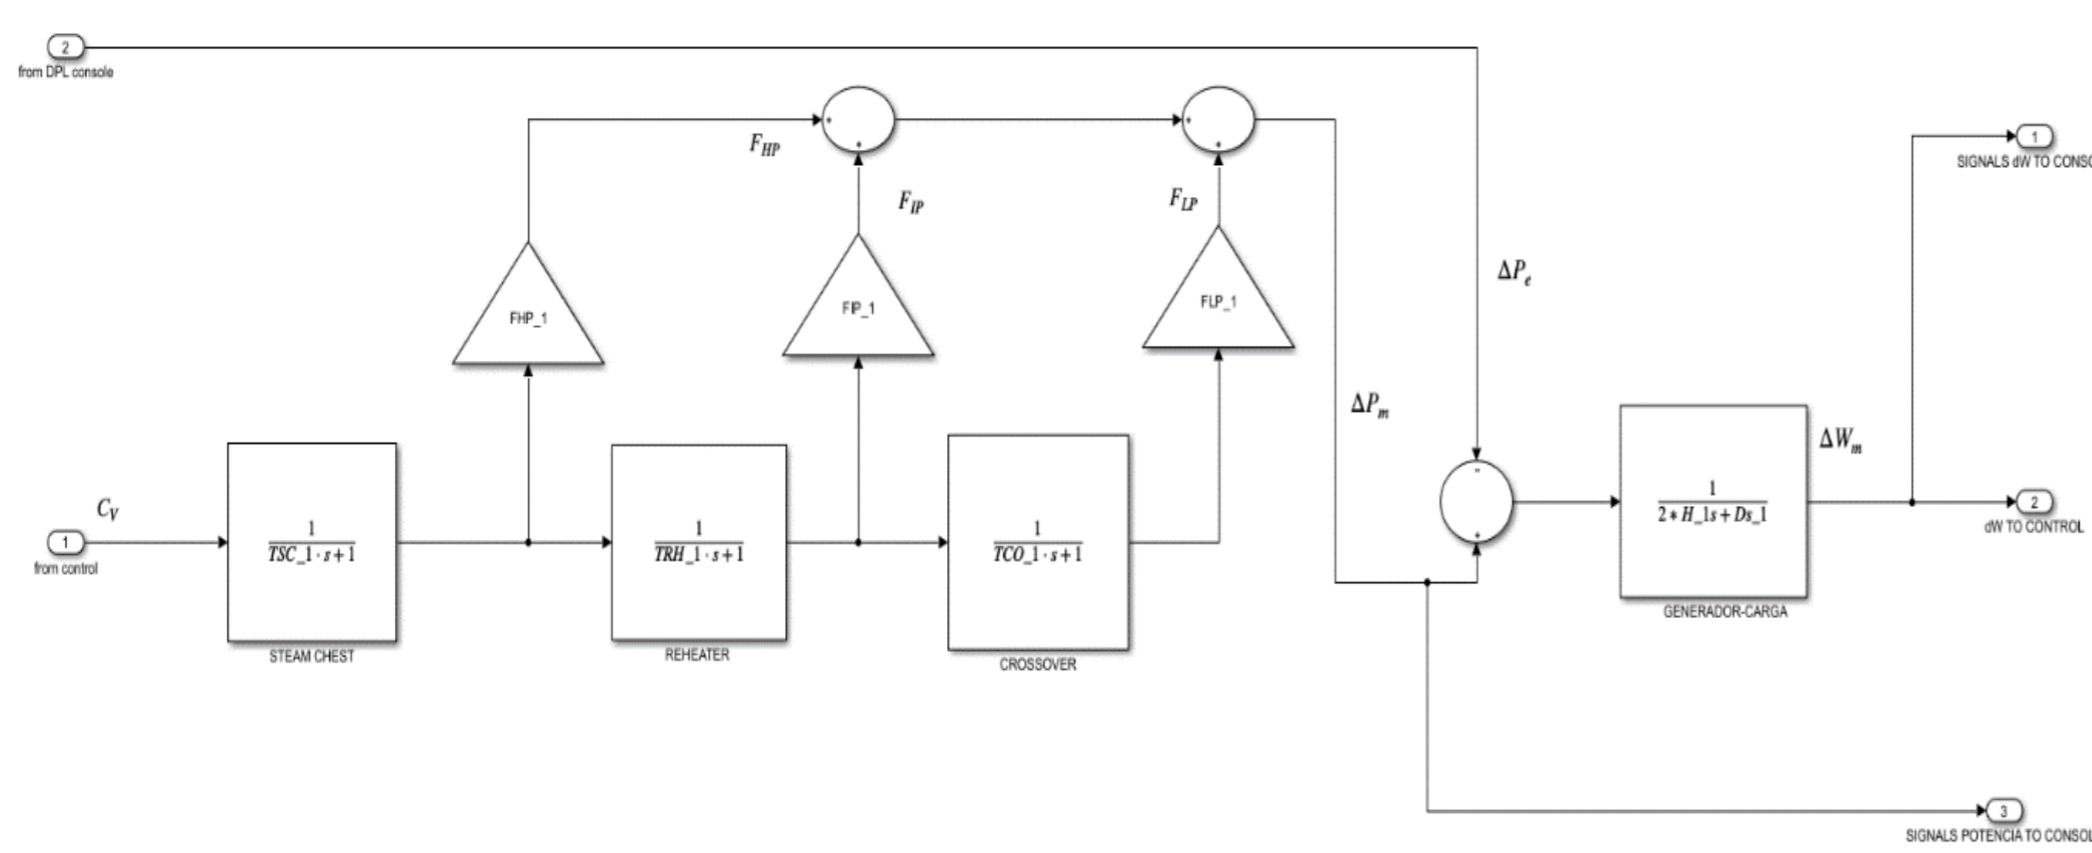 2
from DPL console
+
+
+
+
F_HP
F_IP
F_LP
1
SIGNALS dW TO CONSO
ΔP_e
FHP_1
FIP_1
FLP_1
ΔP_m
-
+
ΔW_m
C_V
1
from control
1
TSC_1 · s+1
STEAM CHEST
1
TRH_1 · s+1
REHEATER
1
TCO_1 · s+1
CROSSOVER
1
2*H_1s+Ds_1
GENERADOR-CARGA
2
dW TO CONTROL
3
SIGNALS POTENCIA TO CONSOL